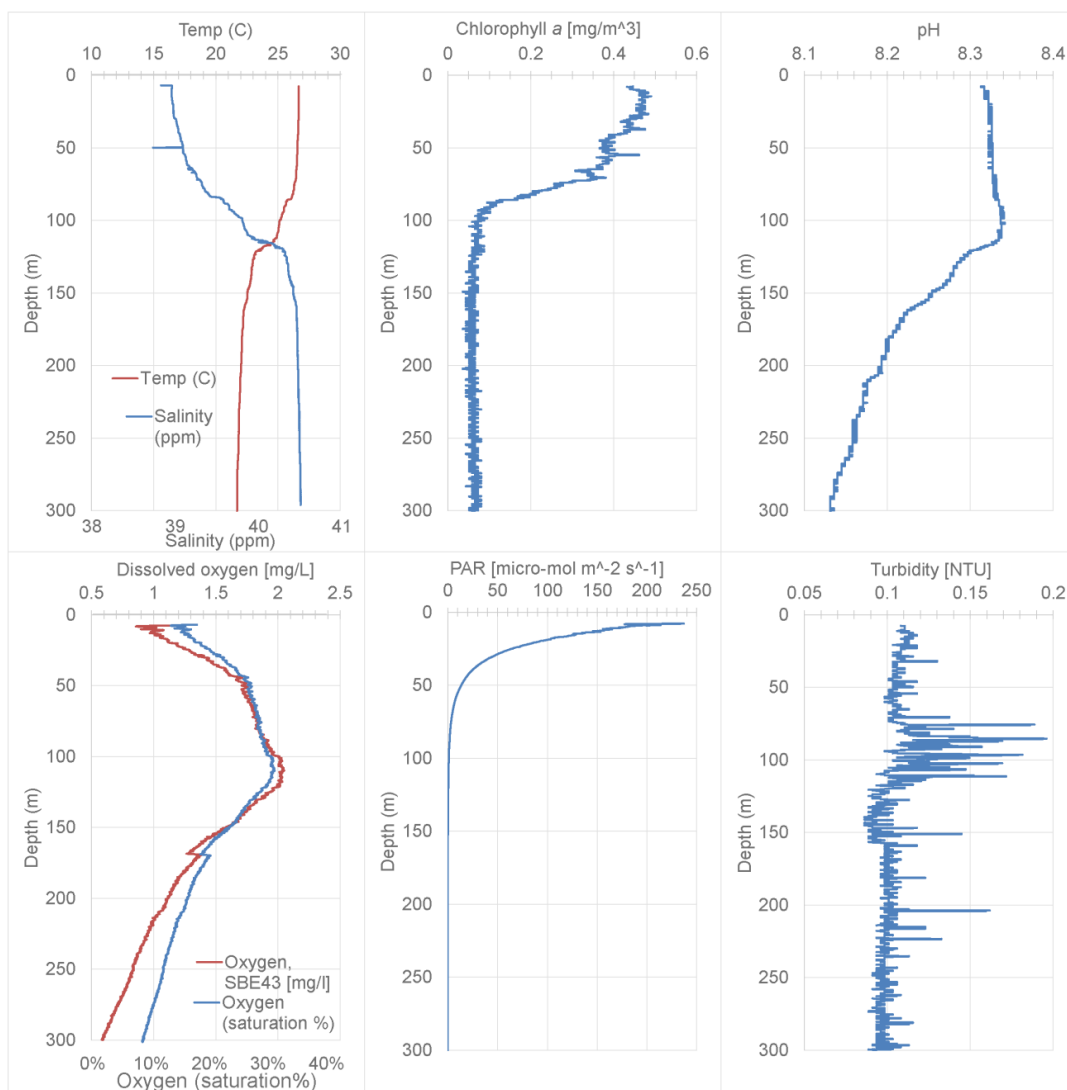 Temp (C)
10 15 20 25 30
0
50
100
150
200
250
300
Depth (m)
Temp (C)
Salinity
(ppm)
38 39 40 41
Salinity (ppm)
Chlorophyll a [mg/m^3]
0 0.2 0.4 0.6
0
50
100
150
200
250
300
Depth (m)
pH
8.1 8.2 8.3 8.4
0
50
100
150
200
250
300
Depth (m)
Dissolved oxygen [mg/L]
0.5 1 1.5 2 2.5
0
50
100
150
200
250
300
Depth (m)
Oxygen,
SBE43 [mg/l]
Oxygen
(saturation %)
0% 10% 20% 30% 40%
Oxygen (saturation%)
PAR [micro-mol m^-2 s^-1]
0 50 100 150 200 250
0
50
100
150
200
250
300
Depth (m)
Turbidity [NTU]
0.05 0.1 0.15 0.2
0
50
100
150
200
250
300
Depth (m)